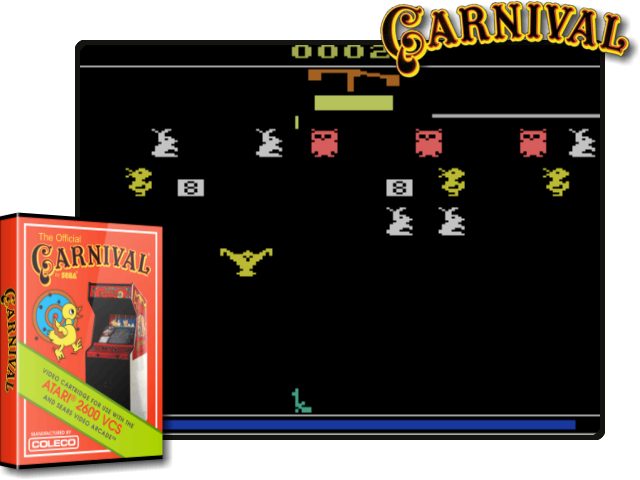 CARNIVAL
0002
8
8
The Official
CARNIVAL
by SEGA
CARNIVAL
VIDEO CARTRIDGE FOR USE WITH THE
ATARI® 2600 VCS
AND SEARS VIDEO ARCADE™
MANUFACTURED BY
COLECO